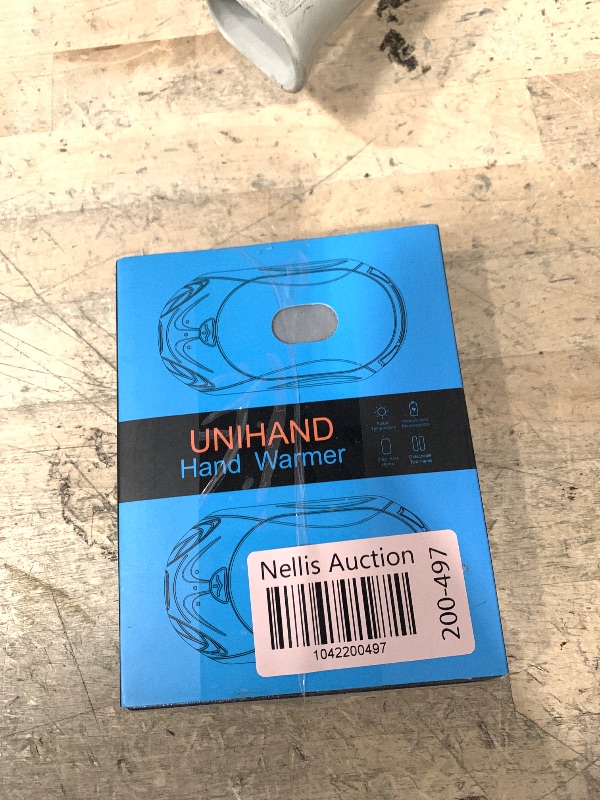 UNIHAND
Hand Warmer
Nellis Auction
1042200497
200-497